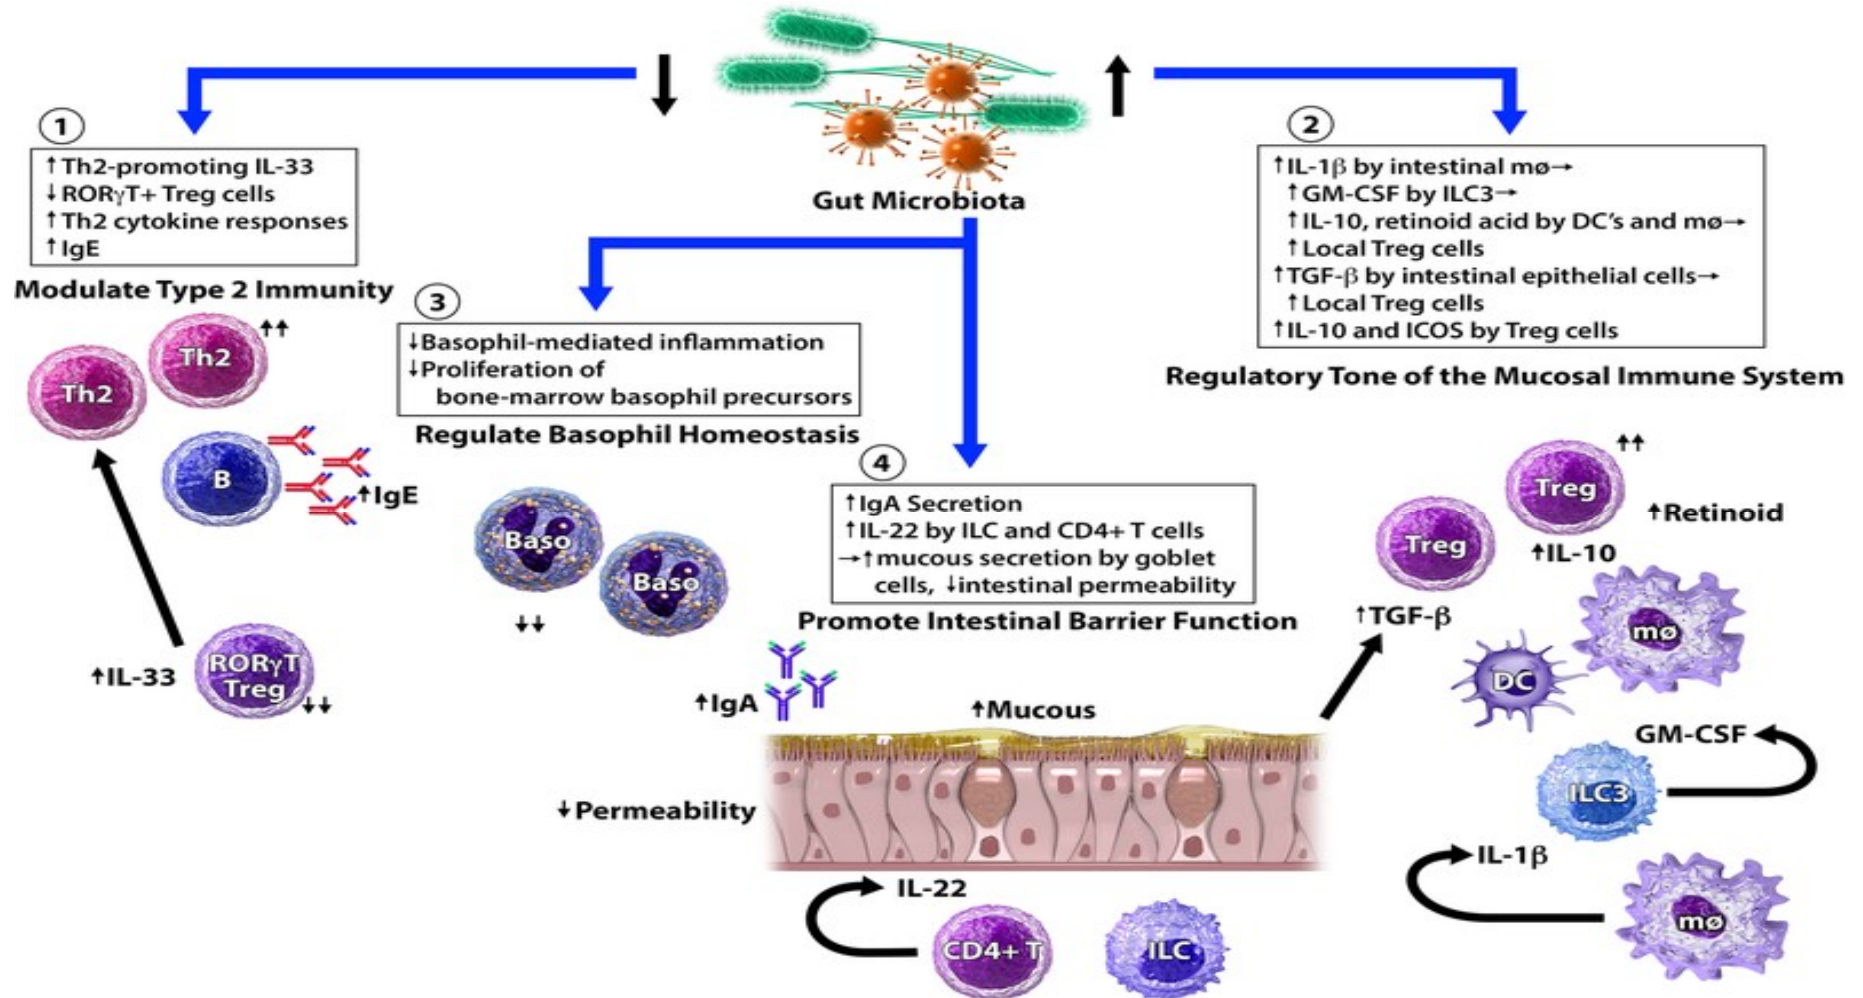 Gut Microbiota
1
↑Th2-promoting IL-33
↓RORγT+ Treg cells
↑Th2 cytokine responses
↑IgE
Modulate Type 2 Immunity
Th2
Th2
B
↑IgE
↑IL-33
RORγT
Treg
2
↑IL-1β by intestinal mø→
↑GM-CSF by ILC3→
↑IL-10, retinoid acid by DC's and mø→
↑Local Treg cells
↑TGF-β by intestinal epithelial cells→
↑Local Treg cells
↑IL-10 and ICOS by Treg cells
Regulatory Tone of the Mucosal Immune System
Treg
Treg
↑Retinoid
↑IL-10
↑TGF-β
mø
DC
GM-CSF
ILC3
IL-1β
mø
3
↓Basophil-mediated inflammation
↓Proliferation of
bone-marrow basophil precursors
Regulate Basophil Homeostasis
Baso
Baso
4
↑IgA Secretion
↑IL-22 by ILC and CD4+ T cells
→↑mucous secretion by goblet
cells, ↓intestinal permeability
Promote Intestinal Barrier Function
↑IgA
↑Mucous
↓Permeability
IL-22
CD4+ T
ILC